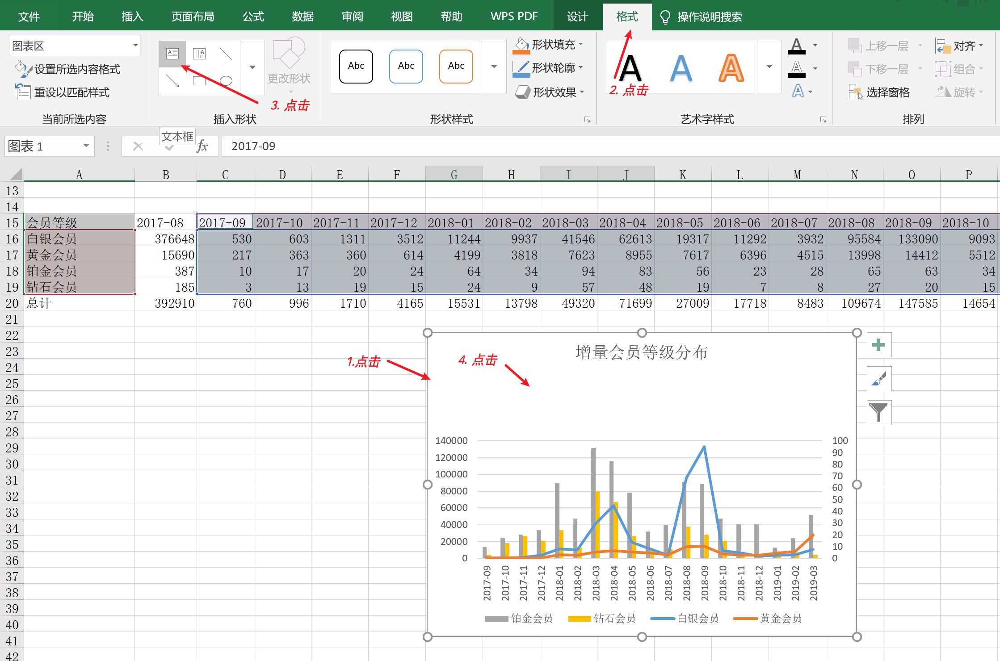 文件 开始 插入 页面布局 公式 数据 审阅 视图 帮助 WPS PDF 设计 格式 操作说明搜索
图表区
设置所选内容格式
重设以匹配样式
当前所选内容
A A
更改形状
3. 点击
插入形状
Abc Abc Abc
形状填充
形状轮廓
形状效果
形状样式
A A A
2. 点击
A
A
A
艺术字样式
上移一层 对齐
下移一层 组合
选择窗格 旋转
排列
文本框
图表 1 fx 2017-09
A B C D E F G H I J K L M N O P
13
14
15 会员等级 2017-08 2017-09 2017-10 2017-11 2017-12 2018-01 2018-02 2018-03 2018-04 2018-05 2018-06 2018-07 2018-08 2018-09 2018-10
16 白银会员 376648 530 603 1311 3512 11244 9937 41546 62613 19317 11292 3932 95584 133090 9093
17 黄金会员 15690 217 363 360 614 4199 3818 7623 8955 7617 6396 4515 13998 14412 5512
18 铂金会员 387 10 17 20 24 64 34 94 83 56 23 28 65 63 34
19 钻石会员 185 3 13 19 15 24 9 57 48 19 7 8 27 20 15
20 总计 392910 760 996 1710 4165 15531 13798 49320 71699 27009 17718 8483 109674 147585 14654
21
22
23
24
25
26
27
28
29
30
31
32
33
34
35
36
37
38
39
40
41
42
增量会员等级分布
1.点击
4. 点击
140000
120000
100000
80000
60000
40000
20000
0
100
90
80
70
60
50
40
30
20
10
0
2017-09 2017-10 2017-11 2017-12 2018-01 2018-02 2018-03 2018-04 2018-05 2018-06 2018-07 2018-08 2018-09 2018-10 2018-11 2018-12 2019-01 2019-02 2019-03
铂金会员 钻石会员 白银会员 黄金会员